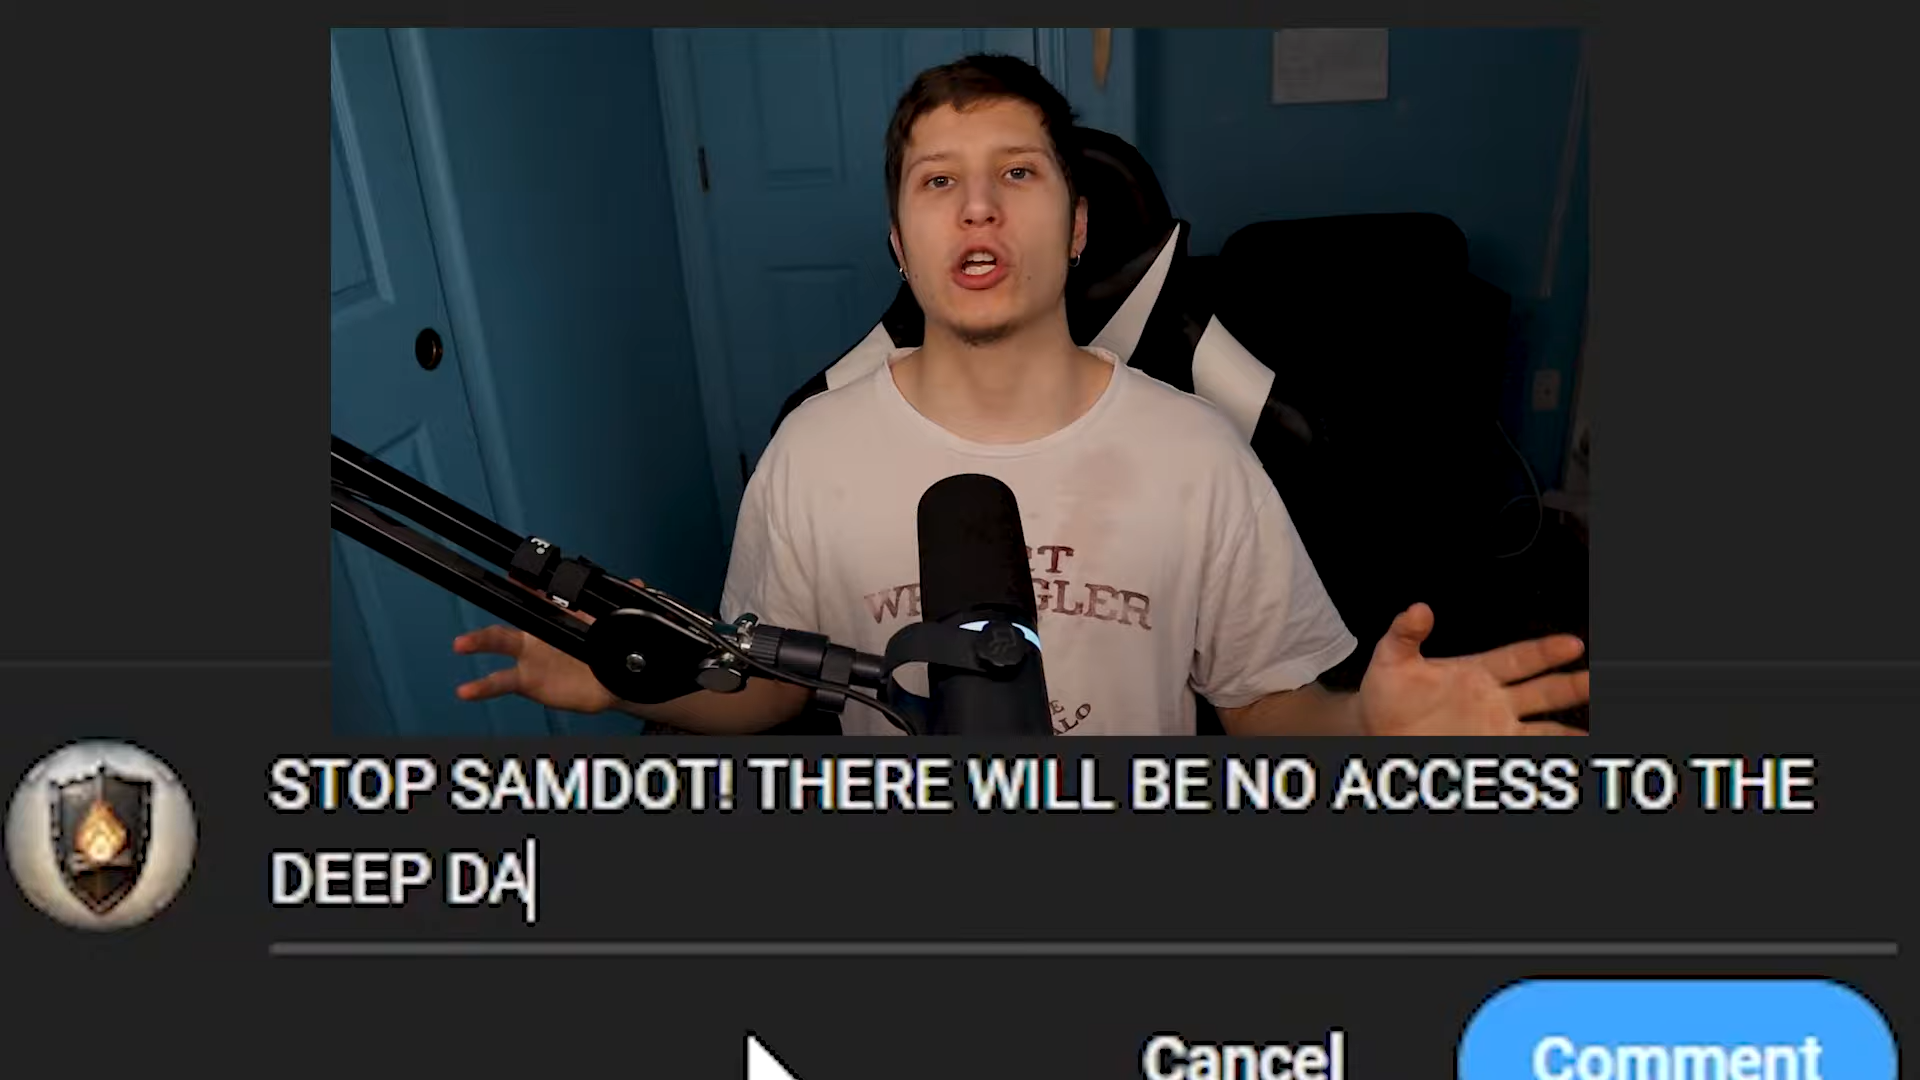 STOP SAMDOT! THERE WILL BE NO ACCESS TO THE
DEEP DA
Cancel
Comment